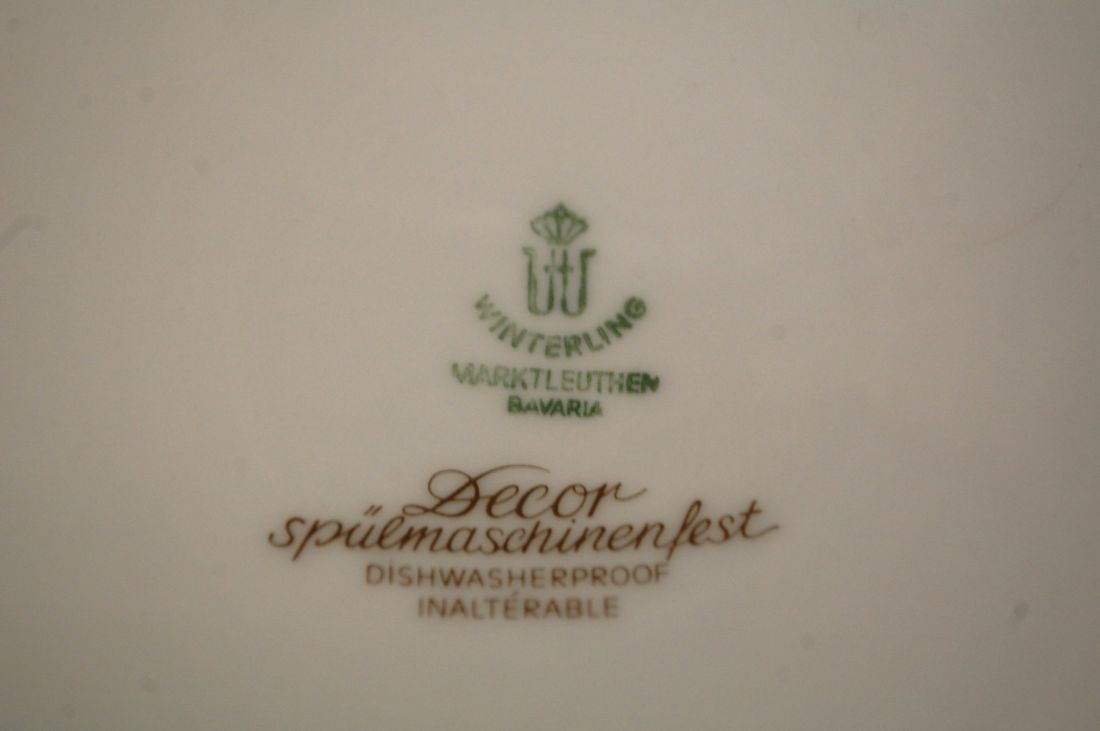 W
WINTERLING
MARKTLEUTHEN
BAVARIA
Decor
spülmaschinenfest
DISHWASHERPROOF
INALTÉRABLE